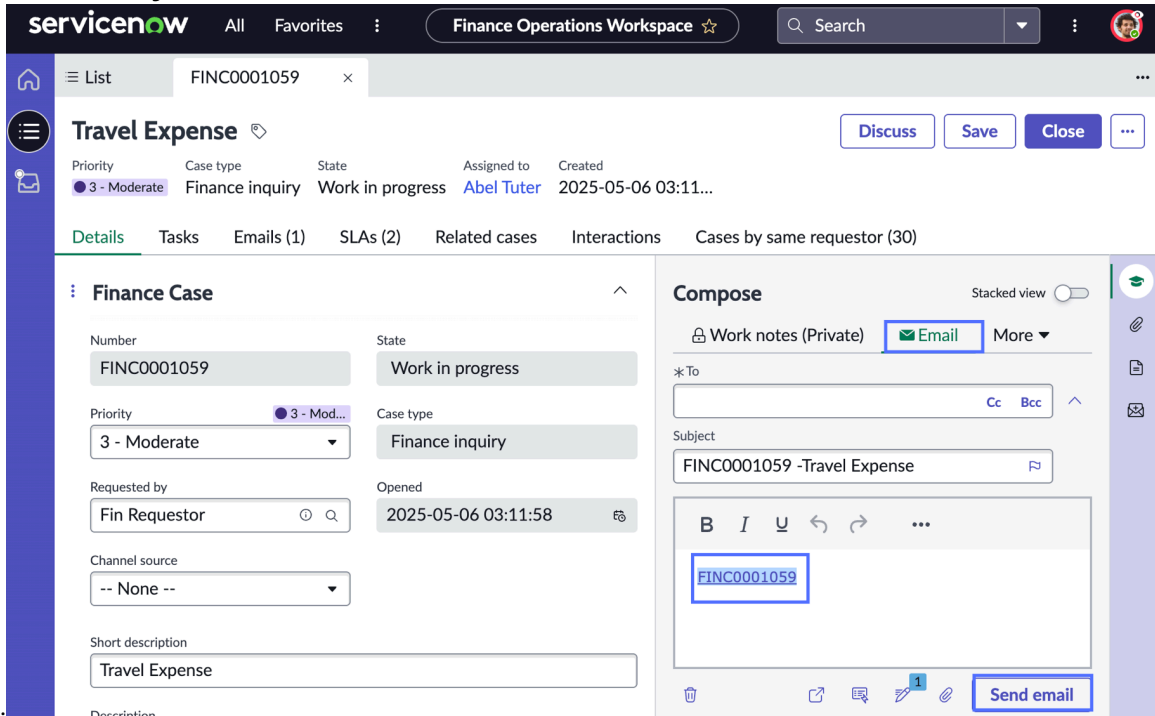 servicenow All Favorites Finance Operations Workspace Search
List FINC0001059
Travel Expense Discuss Save Close
Priority Case type State Assigned to Created
3 - Moderate Finance inquiry Work in progress Abel Tuter 2025-05-06 03:11...
Details Tasks Emails (1) SLAs (2) Related cases Interactions Cases by same requestor (30)
Finance Case
Number State
FINC0001059 Work in progress
Priority 3 - Mod... Case type
3 - Moderate Finance inquiry
Requested by Opened
Fin Requestor 2025-05-06 03:11:58
Channel source
-- None --
Short description
Travel Expense
Description
Compose Stacked view
Work notes (Private) Email More
*To
Cc Bcc
Subject
FINC0001059 -Travel Expense
B I U
FINC0001059
1
Send email